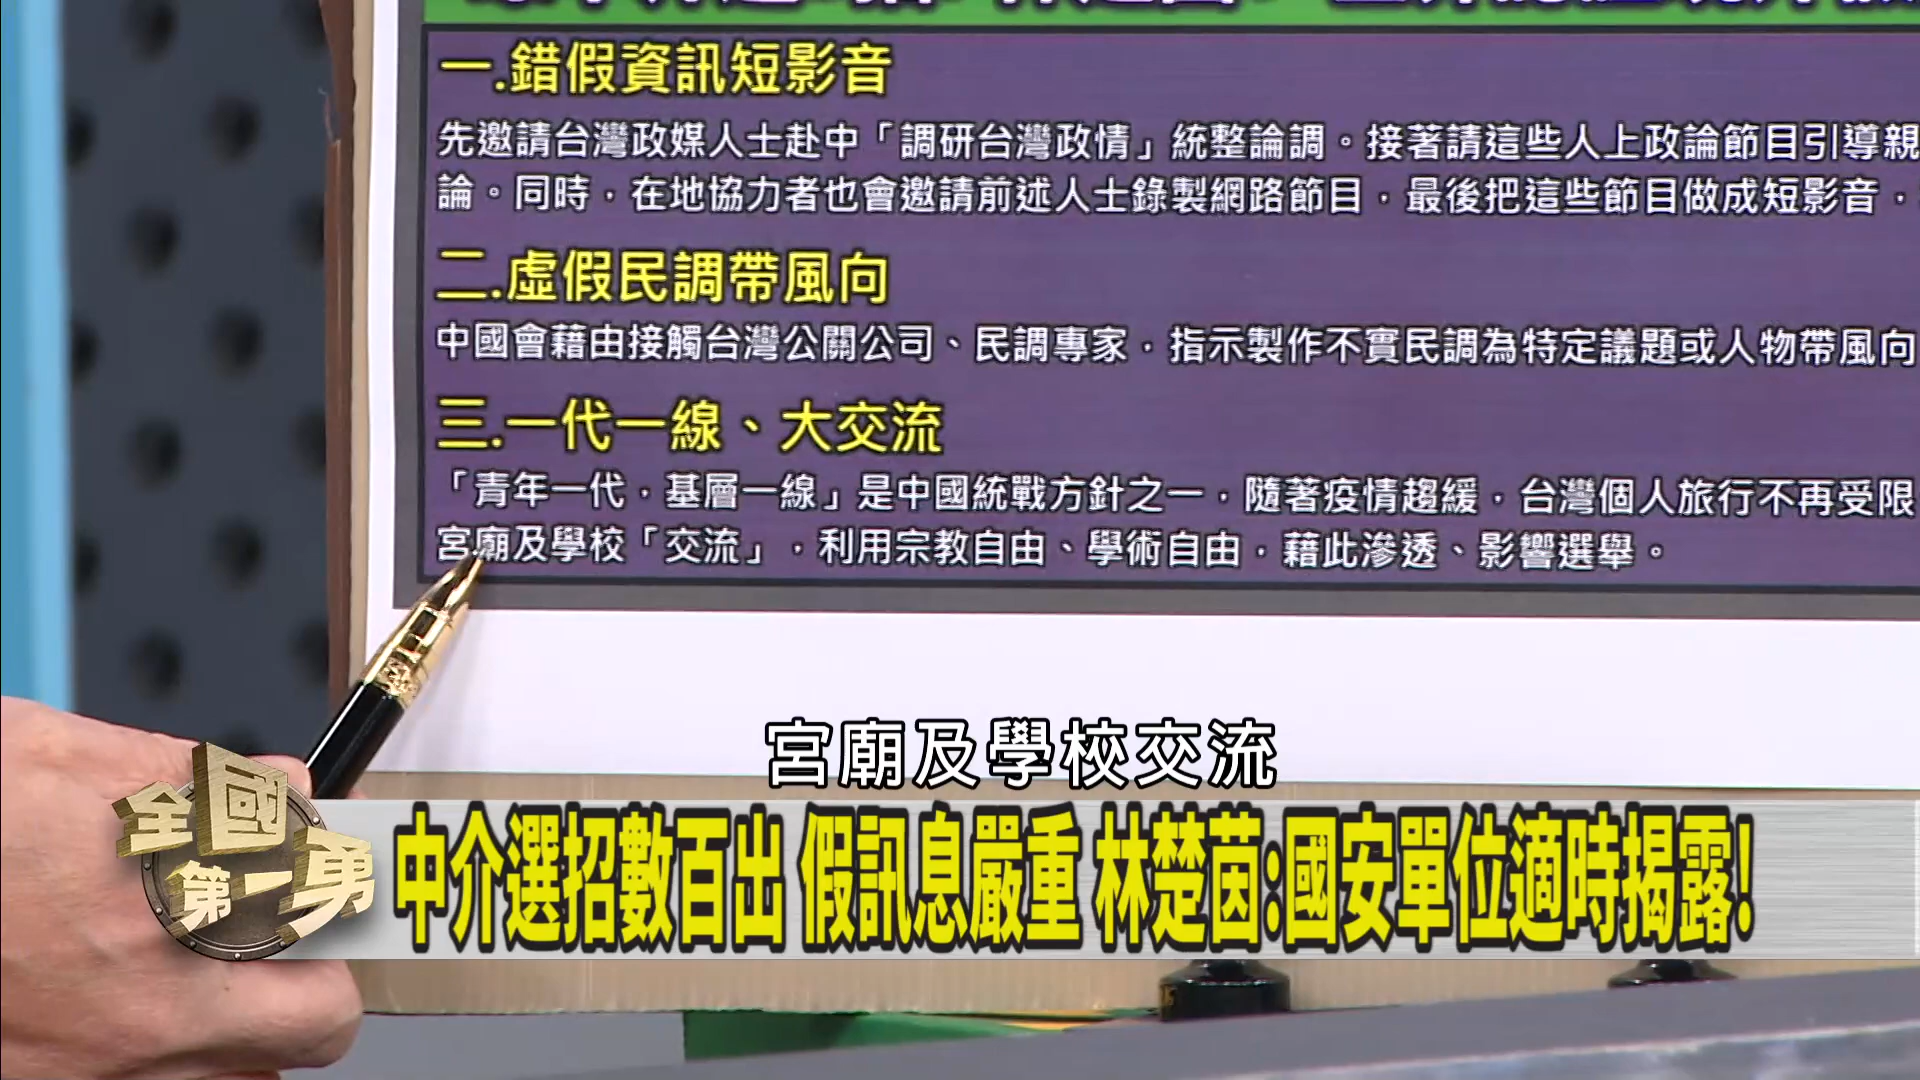 一.錯假資訊短影音
先邀請台灣政媒人士赴中「調研台灣政情」統整論調。接著請這些人上政論節目引導親
論。同時，在地協力者也會邀請前述人士錄製網路節目，最後把這些節目做成短影音，
二.虛假民調帶風向
中國會藉由接觸台灣公關公司、民調專家，指示製作不實民調為特定議題或人物帶風向
三.一代一線、大交流
「青年一代，基層一線」是中國統戰方針之一，隨著疫情趨緩，台灣個人旅行不再受限
宮廟及學校「交流」，利用宗教自由、學術自由，藉此滲透、影響選舉。
宮廟及學校交流
全國第一勇
中介選招數百出 假訊息嚴重 林楚茵:國安單位適時揭露!